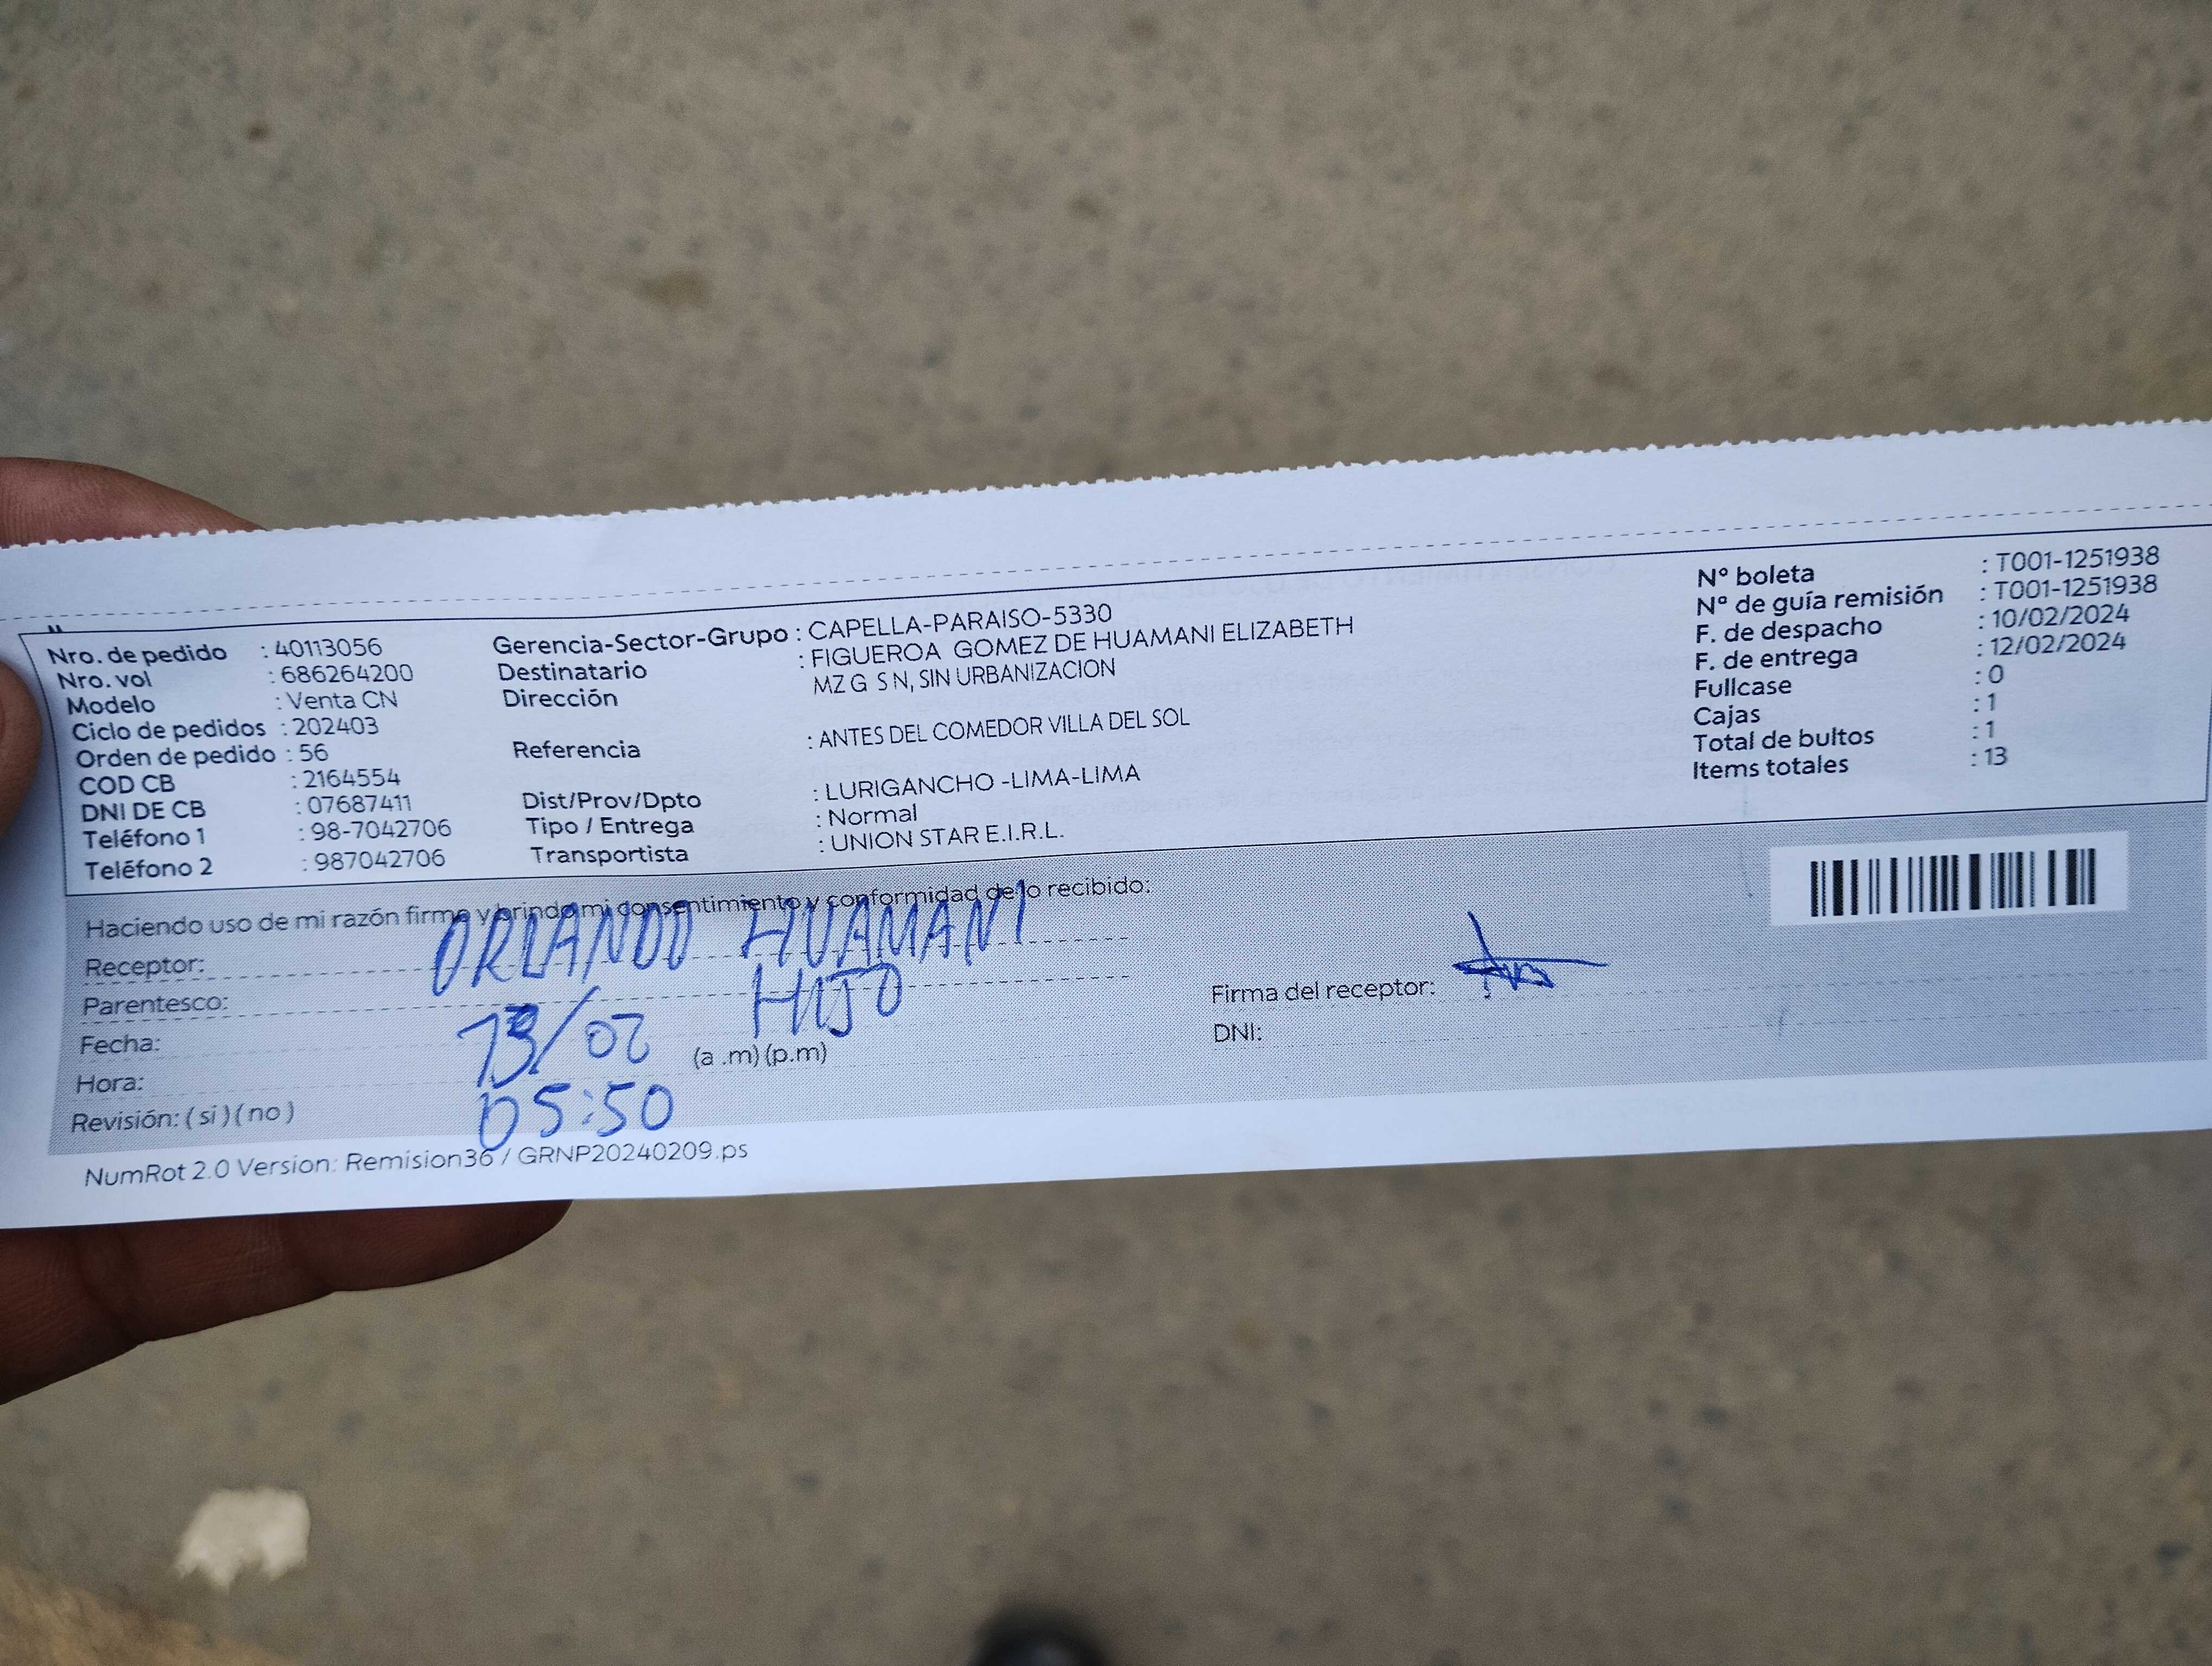 Nro. de pedido : 40113056
Nro. vol : 686264200
Modelo : Venta CN
Ciclo de pedidos : 202403
Orden de pedido : 56
COD CB : 2164554
DNI DE CB : 07687411
Teléfono 1 : 98-7042706
Teléfono 2 : 987042706
Gerencia-Sector-Grupo : CAPELLA-PARAISO-5330
Destinatario : FIGUEROA GOMEZ DE HUAMANI ELIZABETH
Dirección MZ G S N, SIN URBANIZACION
Referencia : ANTES DEL COMEDOR VILLA DEL SOL
Dist/Prov/Dpto : LURIGANCHO -LIMA-LIMA
Tipo / Entrega : Normal
Transportista : UNION STAR E.I.R.L.
N° boleta : T001-1251938
N° de guía remisión : T001-1251938
F. de despacho : 10/02/2024
F. de entrega : 12/02/2024
Fullcase : 0
Cajas : 1
Total de bultos : 1
Items totales : 13
Haciendo uso de mi razón firmo y brindo mi consentimiento y conformidad de lo recibido:
Receptor: ORLANDO HUAMANI
Parentesco: HIJO
Fecha: 13/02
Hora: 05:50 (a .m) (p.m)
Revisión: ( si ) ( no )
Firma del receptor:
DNI:
NumRot 2.0 Version: Remision36 / GRNP20240209.ps